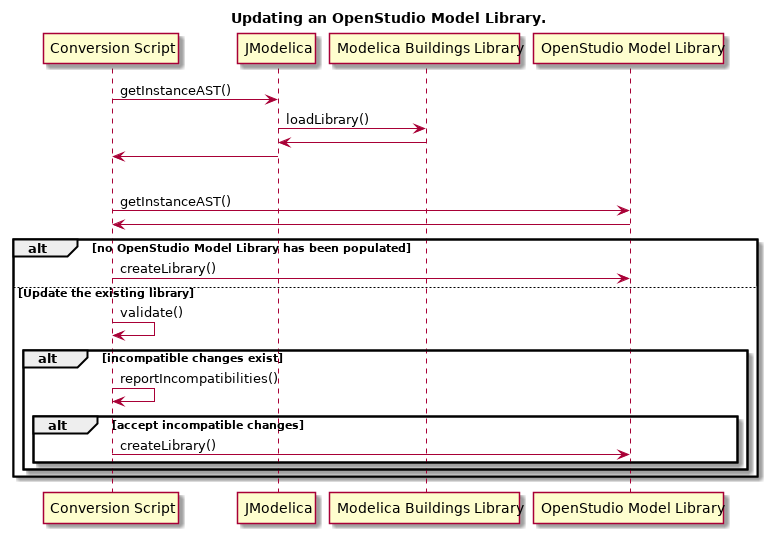 Updating an OpenStudio Model Library.
Conversion Script
JModelica
Modelica Buildings Library
OpenStudio Model Library
getInstanceAST()
loadLibrary()
getInstanceAST()
alt
[no OpenStudio Model Library has been populated]
createLibrary()
[Update the existing library]
validate()
alt
[incompatible changes exist]
reportIncompatibilities()
alt
[accept incompatible changes]
createLibrary()
Conversion Script
JModelica
Modelica Buildings Library
OpenStudio Model Library